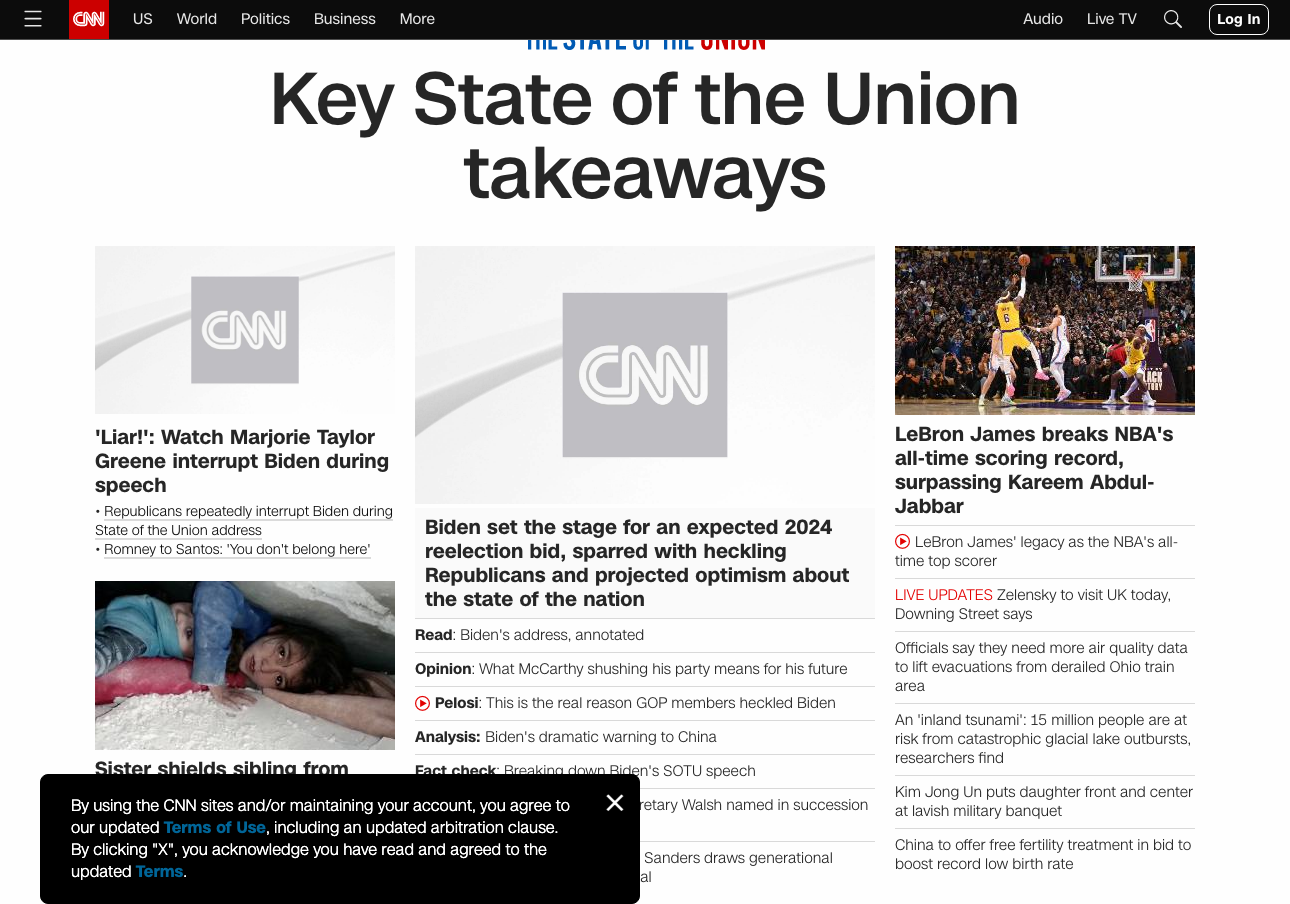 CNN
US
World
Politics
Business
More
Audio
Live TV
Log In
THE STATE OF THE UNION
Key State of the Union
takeaways
CNN
'Liar!': Watch Marjorie Taylor
Greene interrupt Biden during
speech
• Republicans repeatedly interrupt Biden during
State of the Union address
• Romney to Santos: 'You don't belong here'
Sister shields sibling from
CNN
Biden set the stage for an expected 2024
reelection bid, sparred with heckling
Republicans and projected optimism about
the state of the nation
Read: Biden's address, annotated
Opinion: What McCarthy shushing his party means for his future
Pelosi: This is the real reason GOP members heckled Biden
Analysis: Biden's dramatic warning to China
Fact check: Breaking down Biden's SOTU speech
retary Walsh named in succession
Sanders draws generational
al
6
LeBron James breaks NBA's
all-time scoring record,
surpassing Kareem Abdul-
Jabbar
LeBron James' legacy as the NBA's all-
time top scorer
LIVE UPDATES Zelensky to visit UK today,
Downing Street says
Officials say they need more air quality data
to lift evacuations from derailed Ohio train
area
An 'inland tsunami': 15 million people are at
risk from catastrophic glacial lake outbursts,
researchers find
Kim Jong Un puts daughter front and center
at lavish military banquet
China to offer free fertility treatment in bid to
boost record low birth rate
By using the CNN sites and/or maintaining your account, you agree to
our updated Terms of Use, including an updated arbitration clause.
By clicking "X", you acknowledge you have read and agreed to the
updated Terms.